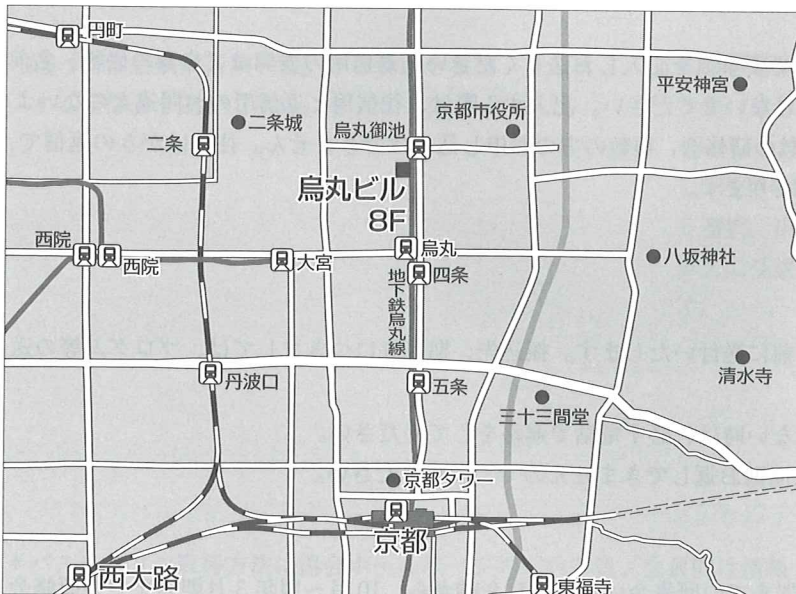 円町
平安神宮
京都市役所
二条城
烏丸御池
二条
烏丸ビル
8F
西院
西院
大宮
烏丸
四条
八坂神社
地下鉄烏丸線
丹波口
五条
清水寺
三十三間堂
京都タワー
京都
西大路
東福寺